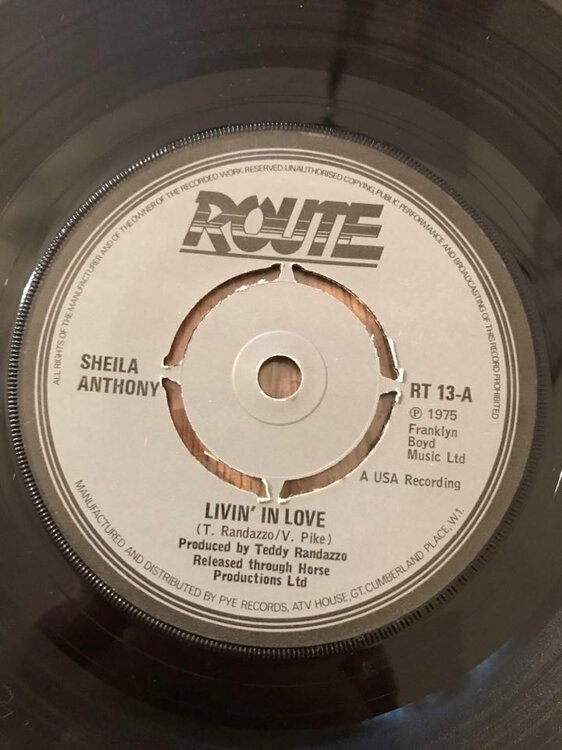 ALL RIGHTS OF THE MANUFACTURER AND OF THE OWNER OF THE RECORDED WORK RESERVED. UNAUTHORISED COPYING, PUBLIC PERFORMANCE AND BROADCASTING OF THIS RECORD PROHIBITED
ROUTE
SHEILA
ANTHONY
RT 13-A
℗ 1975
Franklyn
Boyd
Music Ltd
A USA Recording
LIVIN' IN LOVE
(T. Randazzo/V. Pike)
Produced by Teddy Randazzo
Released through Horse
Productions Ltd
MANUFACTURED AND DISTRIBUTED BY PYE RECORDS, ATV HOUSE, GT. CUMBERLAND PLACE, W.1.